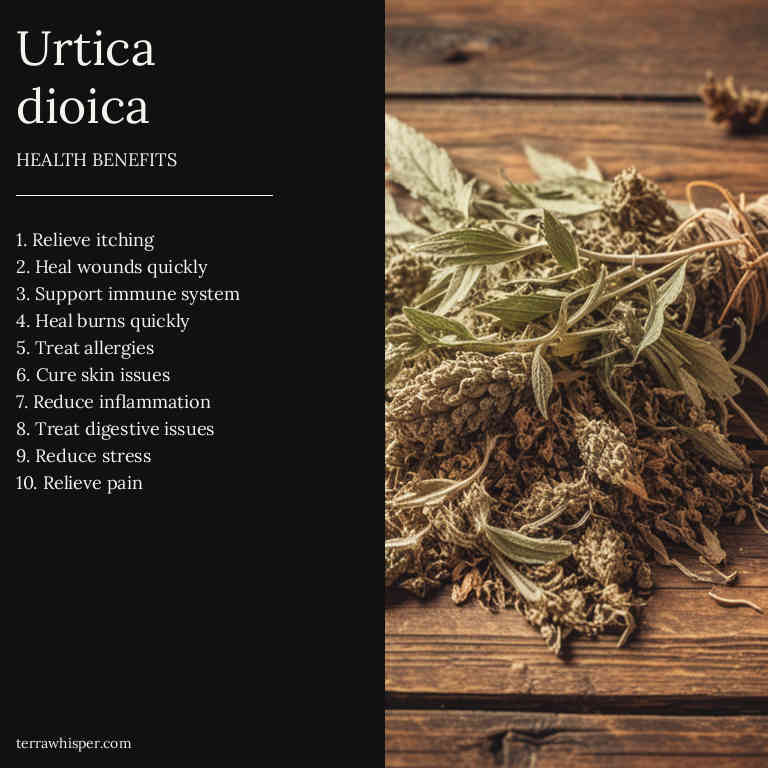 Urtica
dioica
HEALTH BENEFITS
1. Relieve itching
2. Heal wounds quickly
3. Support immune system
4. Heal burns quickly
5. Treat allergies
6. Cure skin issues
7. Reduce inflammation
8. Treat digestive issues
9. Reduce stress
10. Relieve pain
terrawhisper.com